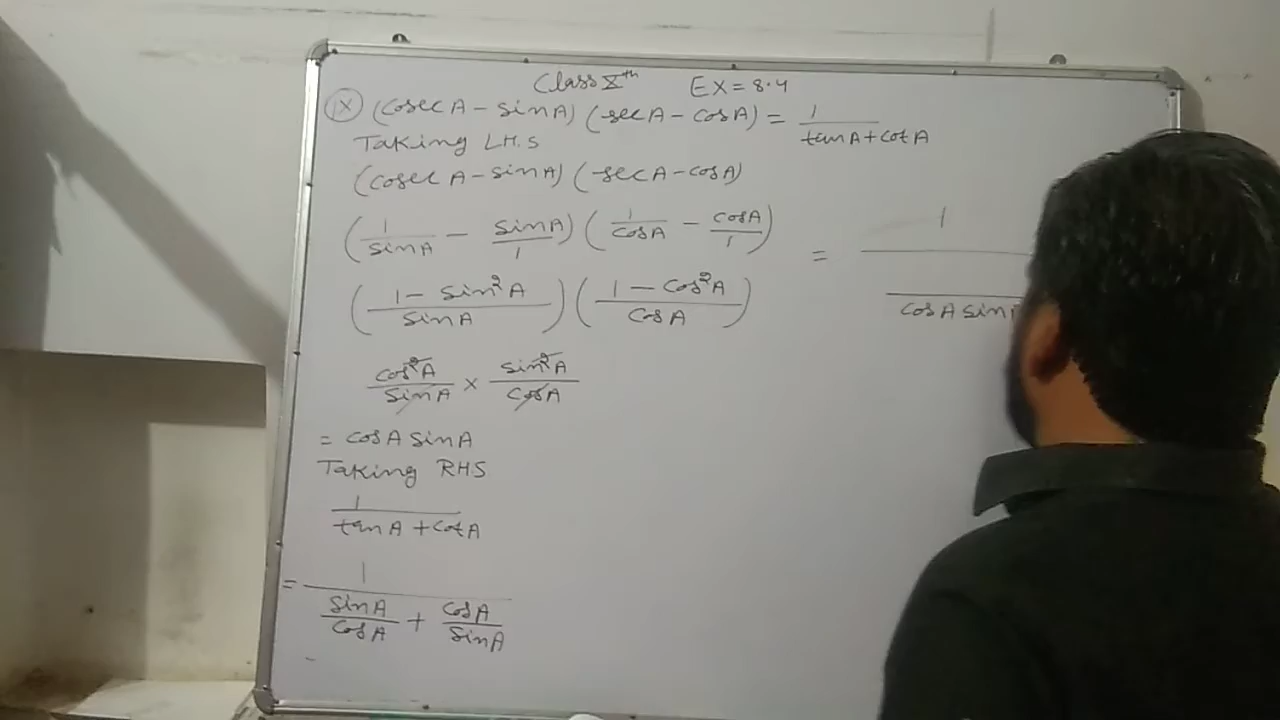 Class Xth EX = 8.4
(ix) (cosec A - sin A) (sec A - cos A) = 1/(tan A + cot A)
Taking L.H.S
(cosec A - sin A) (sec A - cos A)
(1/sin A - sin A/1) (1/cos A - cos A/1)
((1 - sin²A)/sin A) ((1 - cos²A)/cos A)
cos²A/sin A × sin²A/cos A
= cos A sin A
Taking RHS
1/(tan A + cot A)
= 1/(sin A/cos A + cos A/sin A)
= 1
cos A sin